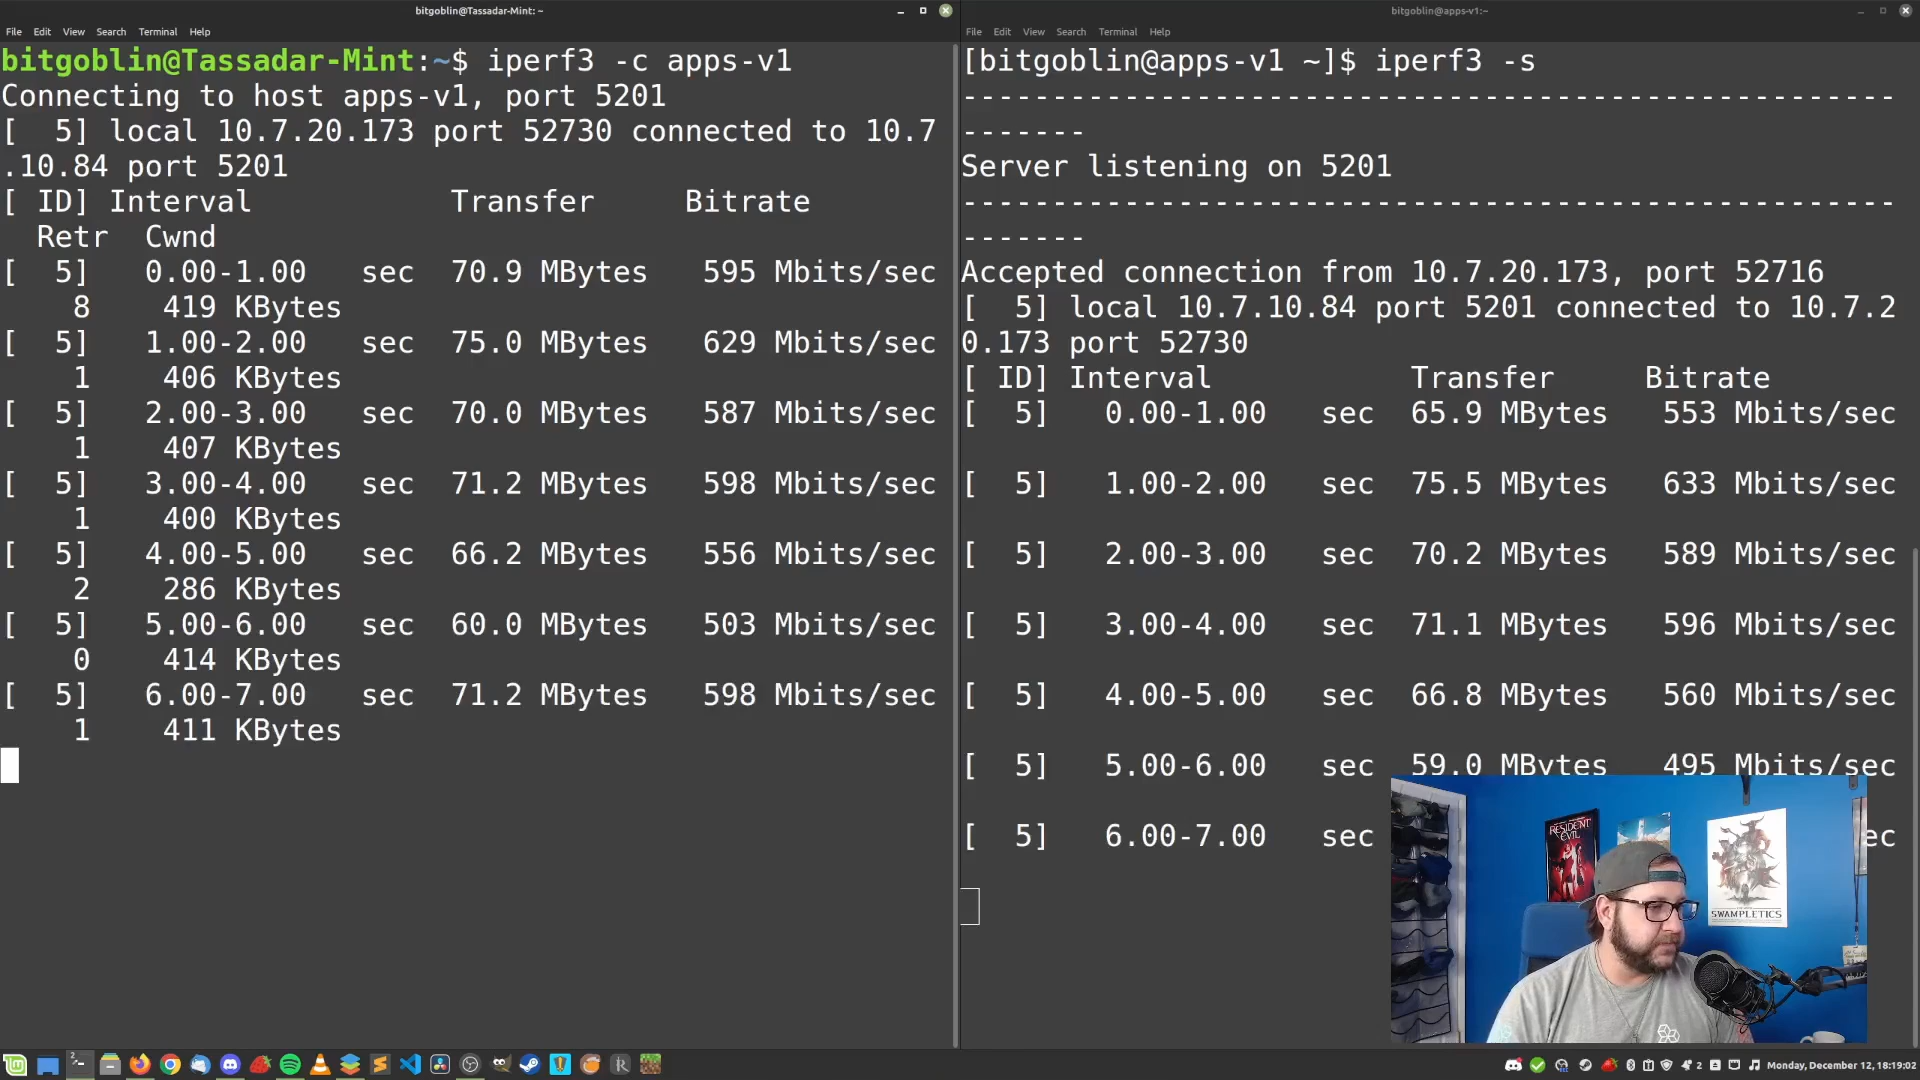 bitgoblin@Tassadar-Mint: ~
File Edit View Search Terminal Help
bitgoblin@Tassadar-Mint:~$ iperf3 -c apps-v1
Connecting to host apps-v1, port 5201
[  5] local 10.7.20.173 port 52730 connected to 10.7
.10.84 port 5201
[ ID] Interval           Transfer     Bitrate
  Retr  Cwnd
[  5]   0.00-1.00   sec  70.9 MBytes   595 Mbits/sec
    8    419 KBytes
[  5]   1.00-2.00   sec  75.0 MBytes   629 Mbits/sec
    1    406 KBytes
[  5]   2.00-3.00   sec  70.0 MBytes   587 Mbits/sec
    1    407 KBytes
[  5]   3.00-4.00   sec  71.2 MBytes   598 Mbits/sec
    1    400 KBytes
[  5]   4.00-5.00   sec  66.2 MBytes   556 Mbits/sec
    2    286 KBytes
[  5]   5.00-6.00   sec  60.0 MBytes   503 Mbits/sec
    0    414 KBytes
[  5]   6.00-7.00   sec  71.2 MBytes   598 Mbits/sec
    1    411 KBytes
bitgoblin@apps-v1:~
File Edit View Search Terminal Help
[bitgoblin@apps-v1 ~]$ iperf3 -s
----------------------------------------------------
-------
Server listening on 5201
----------------------------------------------------
-------
Accepted connection from 10.7.20.173, port 52716
[  5] local 10.7.10.84 port 5201 connected to 10.7.2
0.173 port 52730
[ ID] Interval           Transfer     Bitrate
[  5]   0.00-1.00   sec  65.9 MBytes   553 Mbits/sec
[  5]   1.00-2.00   sec  75.5 MBytes   633 Mbits/sec
[  5]   2.00-3.00   sec  70.2 MBytes   589 Mbits/sec
[  5]   3.00-4.00   sec  71.1 MBytes   596 Mbits/sec
[  5]   4.00-5.00   sec  66.8 MBytes   560 Mbits/sec
[  5]   5.00-6.00   sec  59.0 MBytes   495 Mbits/sec
[  5]   6.00-7.00   sec ec
RESIDENT
EVIL
SWAMPLETICS
2
Monday, December 12, 18:19:02